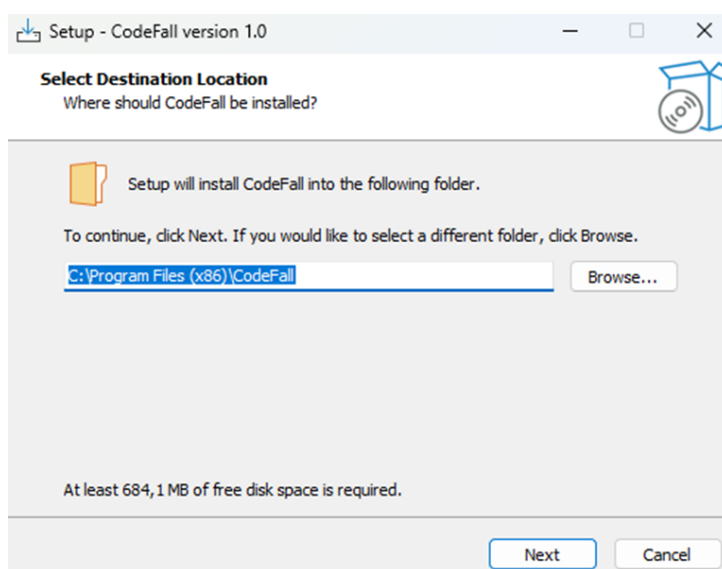 Setup - CodeFall version 1.0
Select Destination Location
Where should CodeFall be installed?
Setup will install CodeFall into the following folder.
To continue, click Next. If you would like to select a different folder, click Browse.
C:\Program Files (x86)\CodeFall
Browse...
At least 684,1 MB of free disk space is required.
Next
Cancel